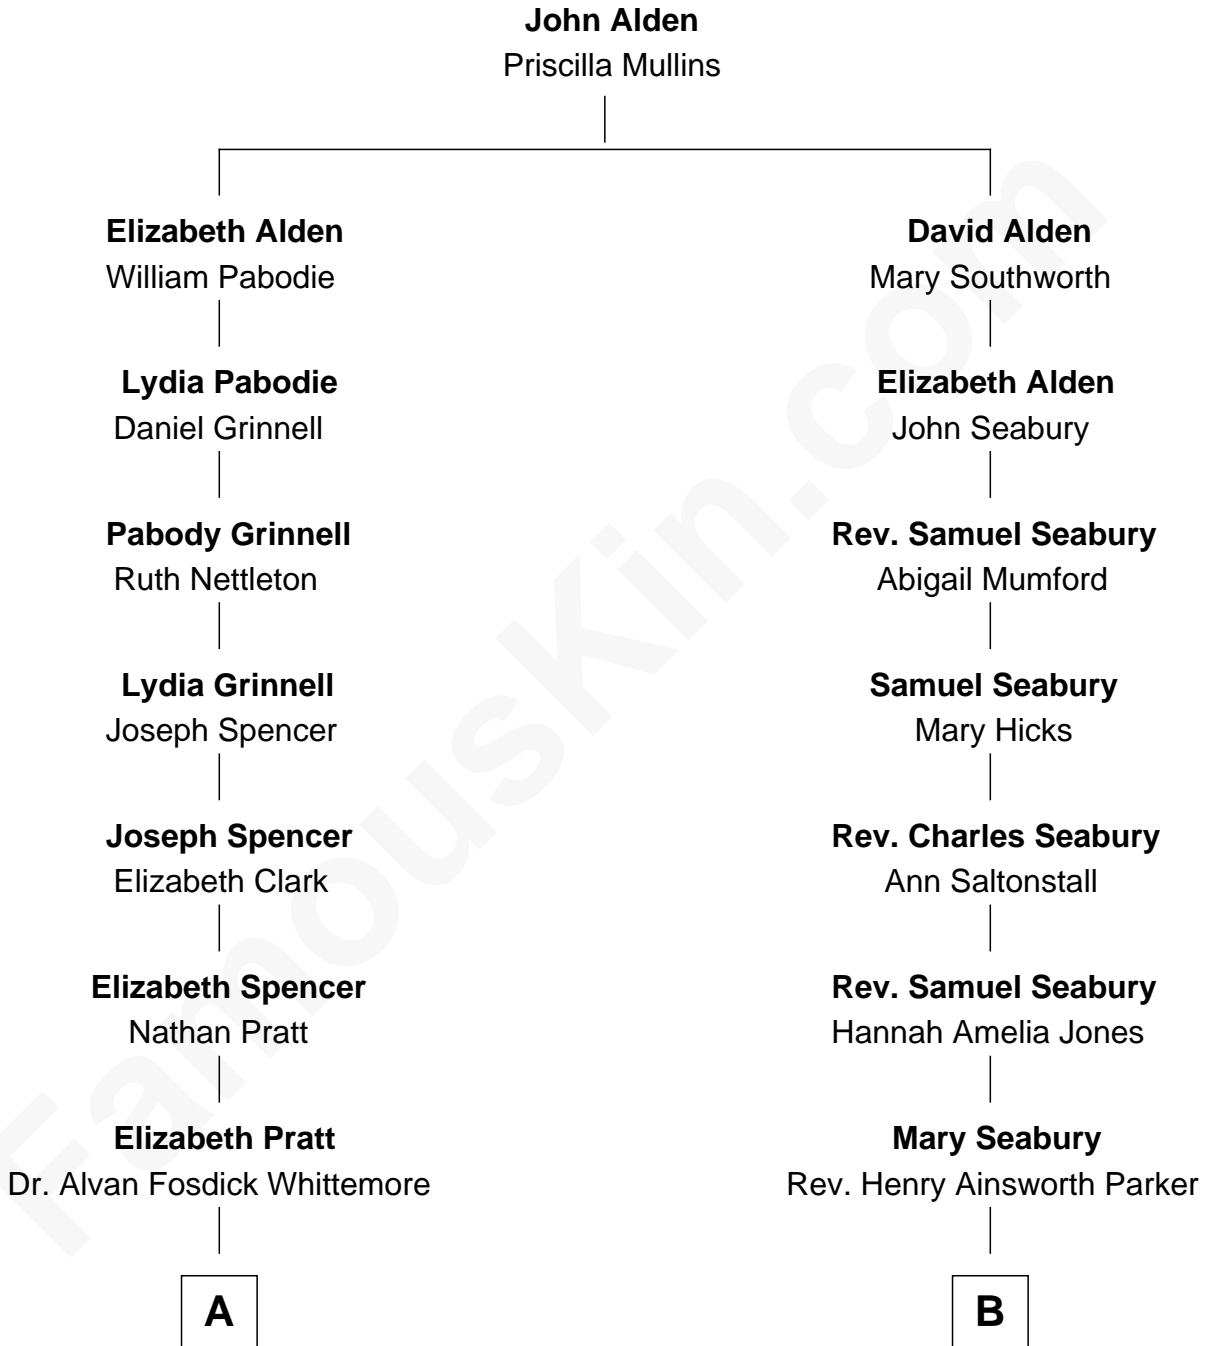 John Alden
Priscilla Mullins
Elizabeth Alden
William Pabodie
Lydia Pabodie
Daniel Grinnell
Pabody Grinnell
Ruth Nettleton
Lydia Grinnell
Joseph Spencer
Joseph Spencer
Elizabeth Clark
Elizabeth Spencer
Nathan Pratt
Elizabeth Pratt
Dr. Alvan Fosdick Whittemore
A
David Alden
Mary Southworth
Elizabeth Alden
John Seabury
Rev. Samuel Seabury
Abigail Mumford
Samuel Seabury
Mary Hicks
Rev. Charles Seabury
Ann Saltonstall
Rev. Samuel Seabury
Hannah Amelia Jones
Mary Seabury
Rev. Henry Ainsworth Parker
B
FamousKin.com